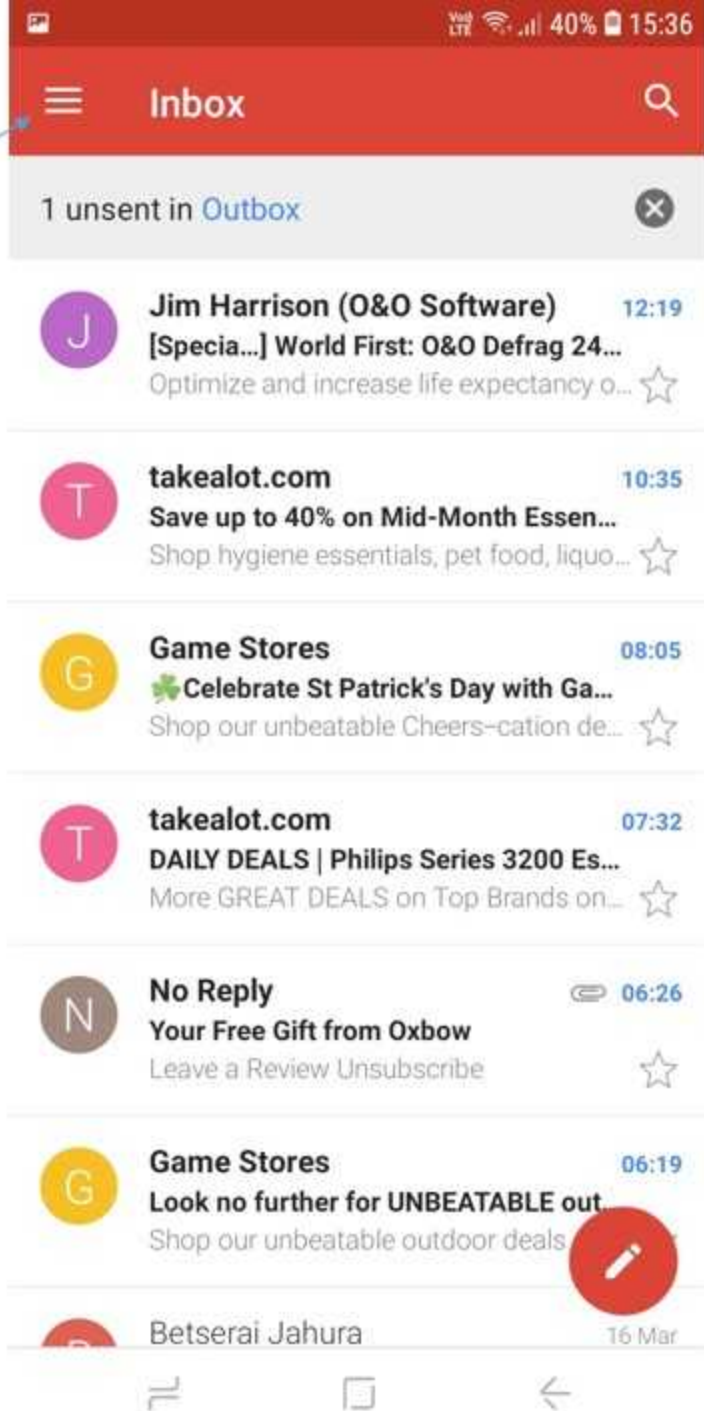 VoB LTE 40% 15:36
Inbox
1 unsent in Outbox
J
Jim Harrison (O&O Software) 12:19
[Specia...] World First: O&O Defrag 24...
Optimize and increase life expectancy o...
T
takealot.com 10:35
Save up to 40% on Mid-Month Essen...
Shop hygiene essentials, pet food, liquo...
G
Game Stores 08:05
☘Celebrate St Patrick's Day with Ga...
Shop our unbeatable Cheers–cation de...
T
takealot.com 07:32
DAILY DEALS | Philips Series 3200 Es...
More GREAT DEALS on Top Brands on...
N
No Reply 06:26
Your Free Gift from Oxbow
Leave a Review Unsubscribe
G
Game Stores 06:19
Look no further for UNBEATABLE out...
Shop our unbeatable outdoor deals
Betserai Jahura 16 Mar